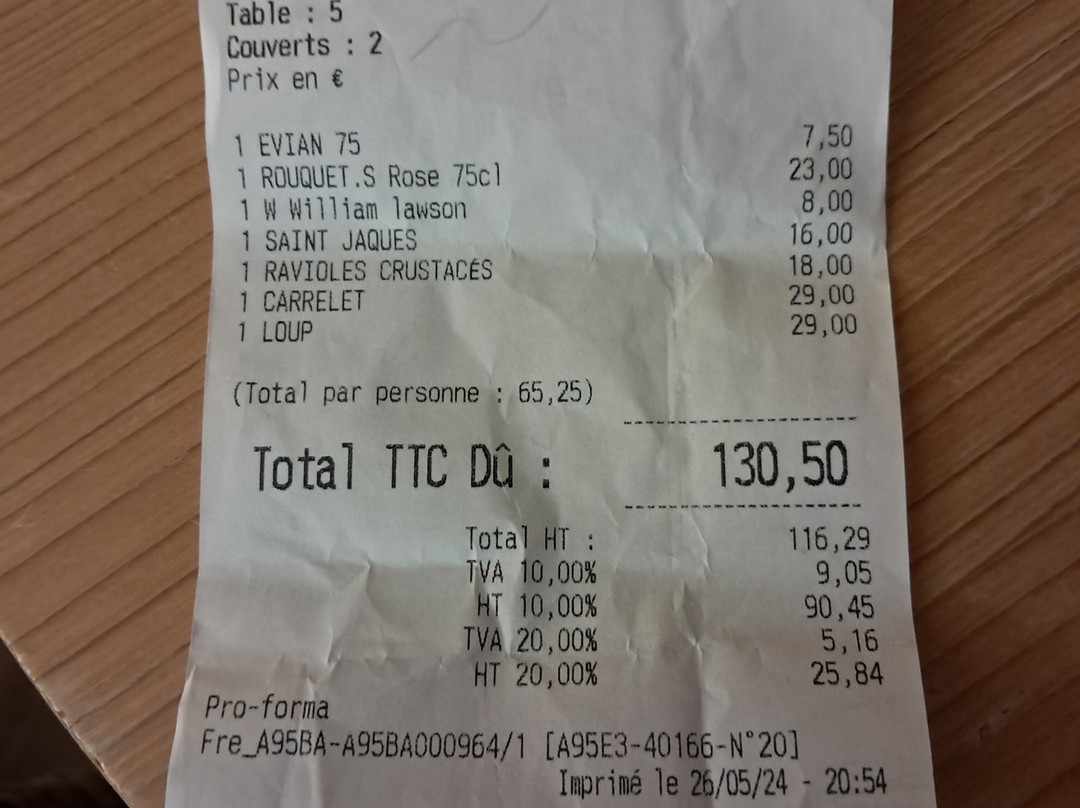 Table : 5
Couverts : 2
Prix en €
1 EVIAN 75 7,50
1 ROUQUET.S Rose 75cl 23,00
1 W William lawson 8,00
1 SAINT JAQUES 16,00
1 RAVIOLES CRUSTACÉS 18,00
1 CARRELET 29,00
1 LOUP 29,00
(Total par personne : 65,25)
Total TTC Dû : 130,50
Total HT : 116,29
TVA 10,00% 9,05
HT 10,00% 90,45
TVA 20,00% 5,16
HT 20,00% 25,84
Pro-forma
Fre_A95BA-A95BA000964/1 [A95E3-40166-N°20]
Imprimé le 26/05/24 - 20:54